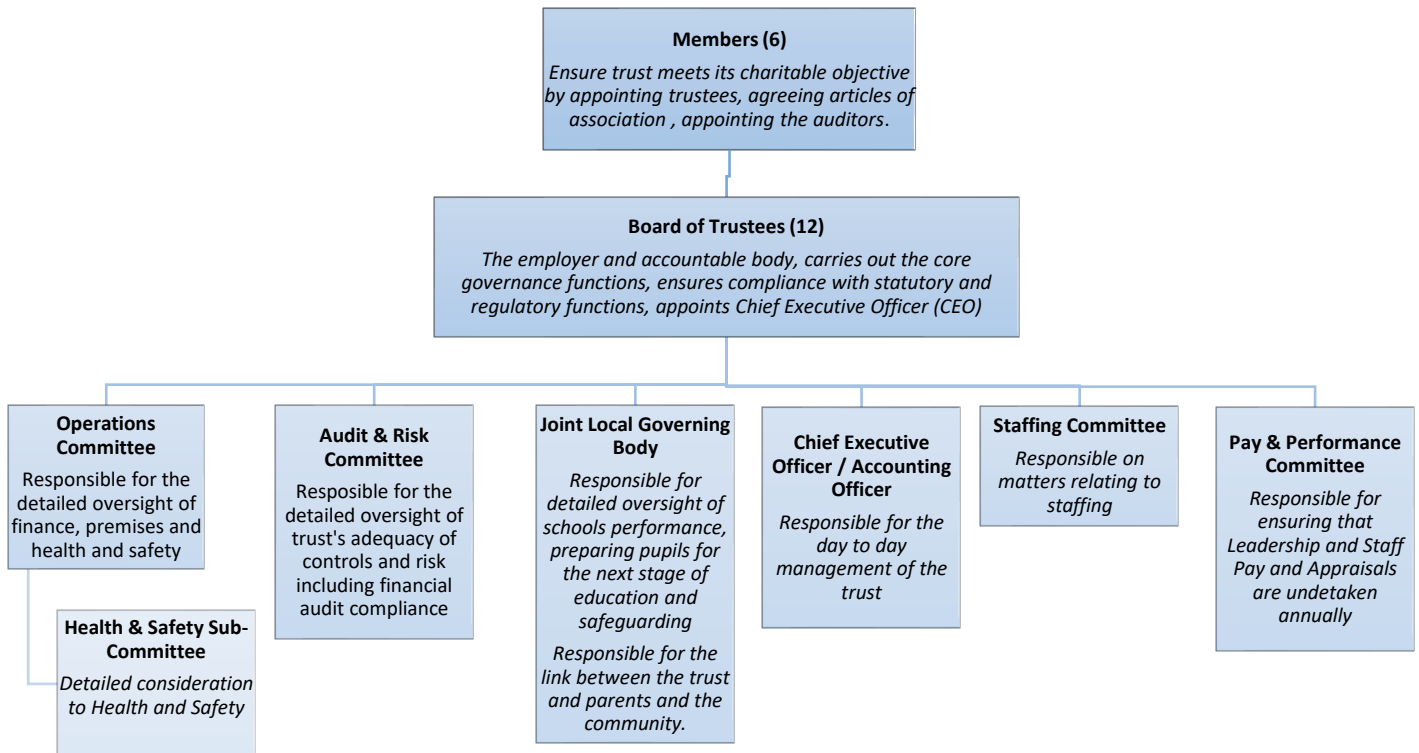 Members (6)
Ensure trust meets its charitable objective
by appointing trustees, agreeing articles of
association , appointing the auditors.
Board of Trustees (12)
The employer and accountable body, carries out the core
governance functions, ensures compliance with statutory and
regulatory functions, appoints Chief Executive Officer (CEO)
Operations
Committee
Responsible for the
detailed oversight of
finance, premises and
health and safety
Health & Safety Sub-
Committee
Detailed consideration
to Health and Safety
Audit & Risk
Committee
Resposible for the
detailed oversight of
trust's adequacy of
controls and risk
including financial
audit compliance
Joint Local Governing
Body
Responsible for
detailed oversight of
schools performance,
preparing pupils for
the next stage of
education and
safeguarding
Responsible for the
link between the trust
and parents and the
community.
Chief Executive
Officer / Accounting
Officer
Responsible for the
day to day
management of the
trust
Staffing Committee
Responsible on
matters relating to
staffing
Pay & Performance
Committee
Responsible for
ensuring that
Leadership and Staff
Pay and Appraisals
are undetaken
annually